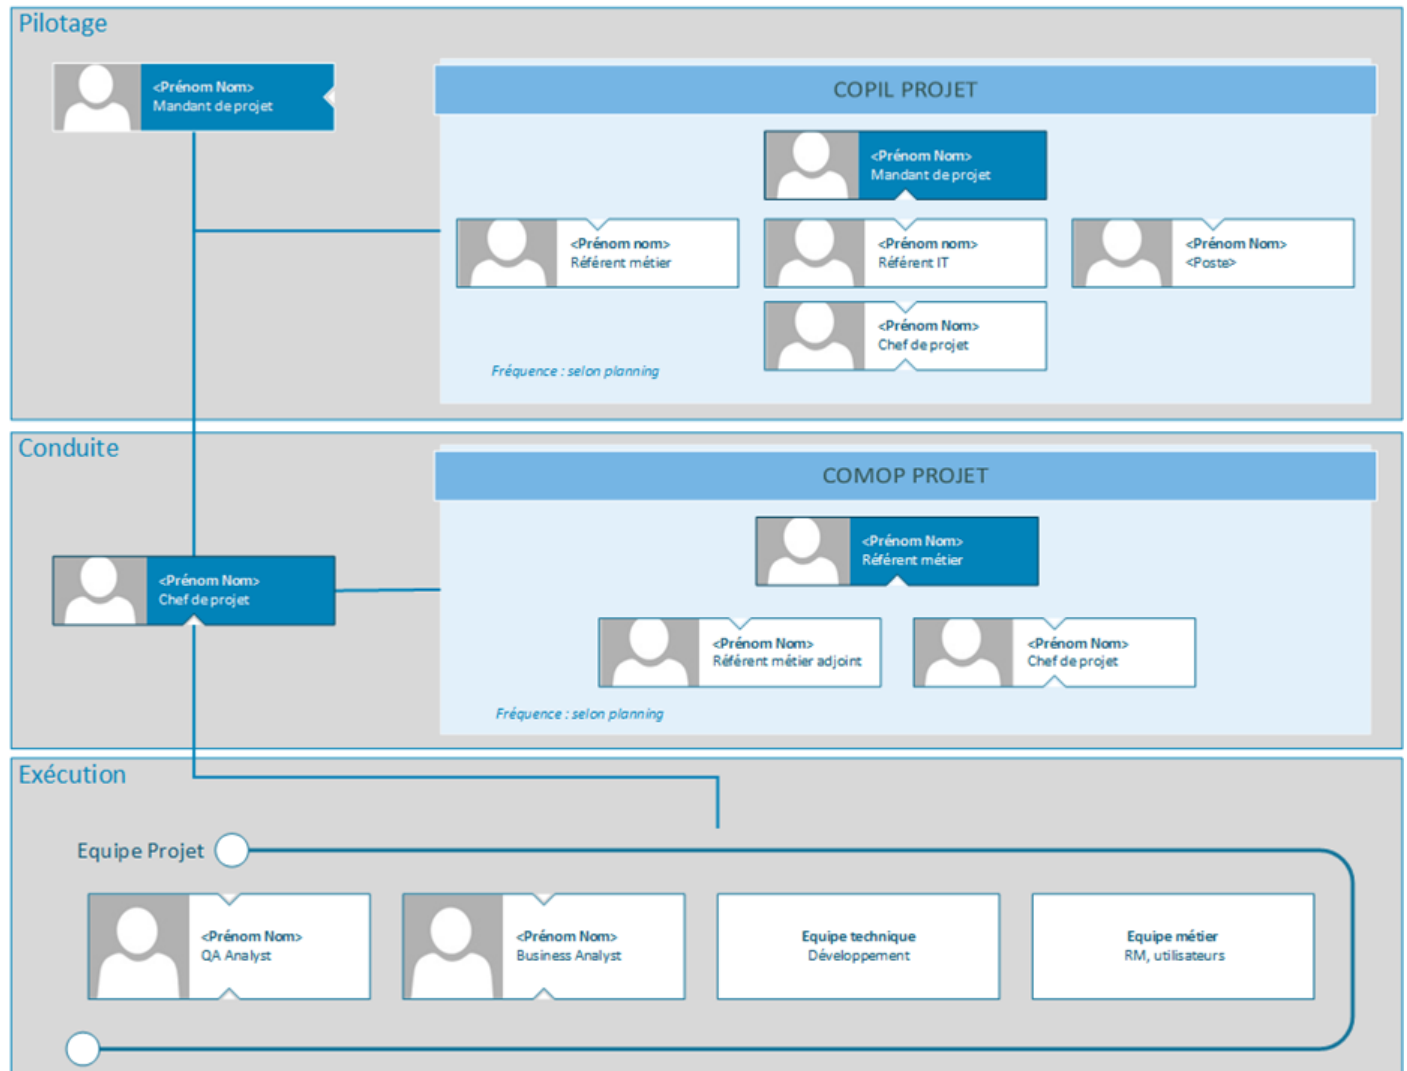 Pilotage
<Prénom Nom>
Mandant de projet
COPIL PROJET
<Prénom Nom>
Mandant de projet
<Prénom nom>
Référent métier
<Prénom nom>
Référent IT
<Prénom Nom>
<Poste>
<Prénom Nom>
Chef de projet
Fréquence : selon planning
Conduite
COMOP PROJET
<Prénom Nom>
Référent métier
<Prénom Nom>
Chef de projet
<Prénom Nom>
Référent métier adjoint
<Prénom Nom>
Chef de projet
Fréquence : selon planning
Exécution
Equipe Projet
<Prénom Nom>
QA Analyst
<Prénom Nom>
Business Analyst
Equipe technique
Développement
Equipe métier
RM, utilisateurs